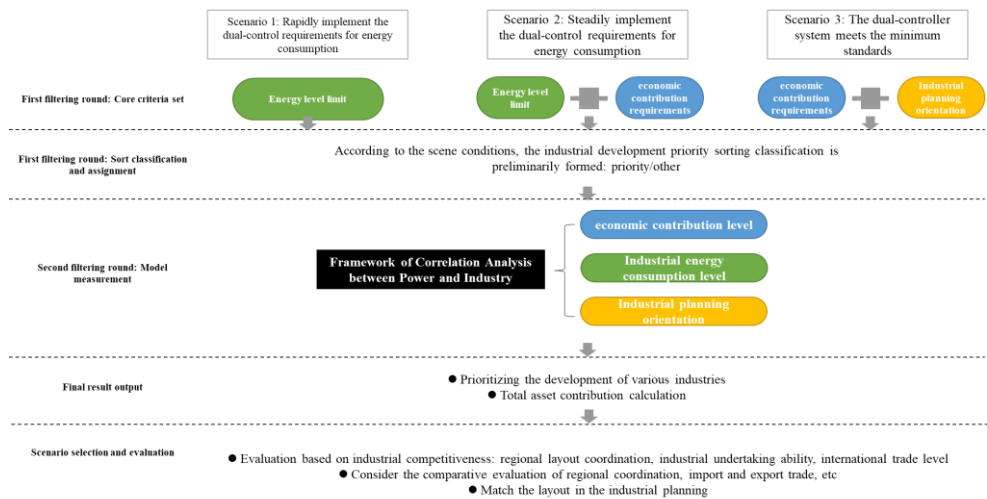 Scenario 1: Rapidly implement the
dual-control requirements for energy
consumption
Scenario 2: Steadily implement
the dual-control requirements for
energy consumption
Scenario 3: The dual-controller
system meets the minimum
standards
First filtering round: Core criteria set
Energy level limit
Energy level
limit
economic
contribution
requirements
economic
contribution
requirements
Industrial
planning
orientation
First filtering round: Sort classification
and assignment
According to the scene conditions, the industrial development priority sorting classification is
preliminarily formed: priority/other
Second filtering round: Model
measurement
Framework of Correlation Analysis
between Power and Industry
economic contribution level
Industrial energy
consumption level
Industrial planning
orientation
Final result output
● Prioritizing the development of various industries
● Total asset contribution calculation
Scenario selection and evaluation
● Evaluation based on industrial competitiveness: regional layout coordination, industrial undertaking ability, international trade level
● Consider the comparative evaluation of regional coordination, import and export trade, etc
● Match the layout in the industrial planning